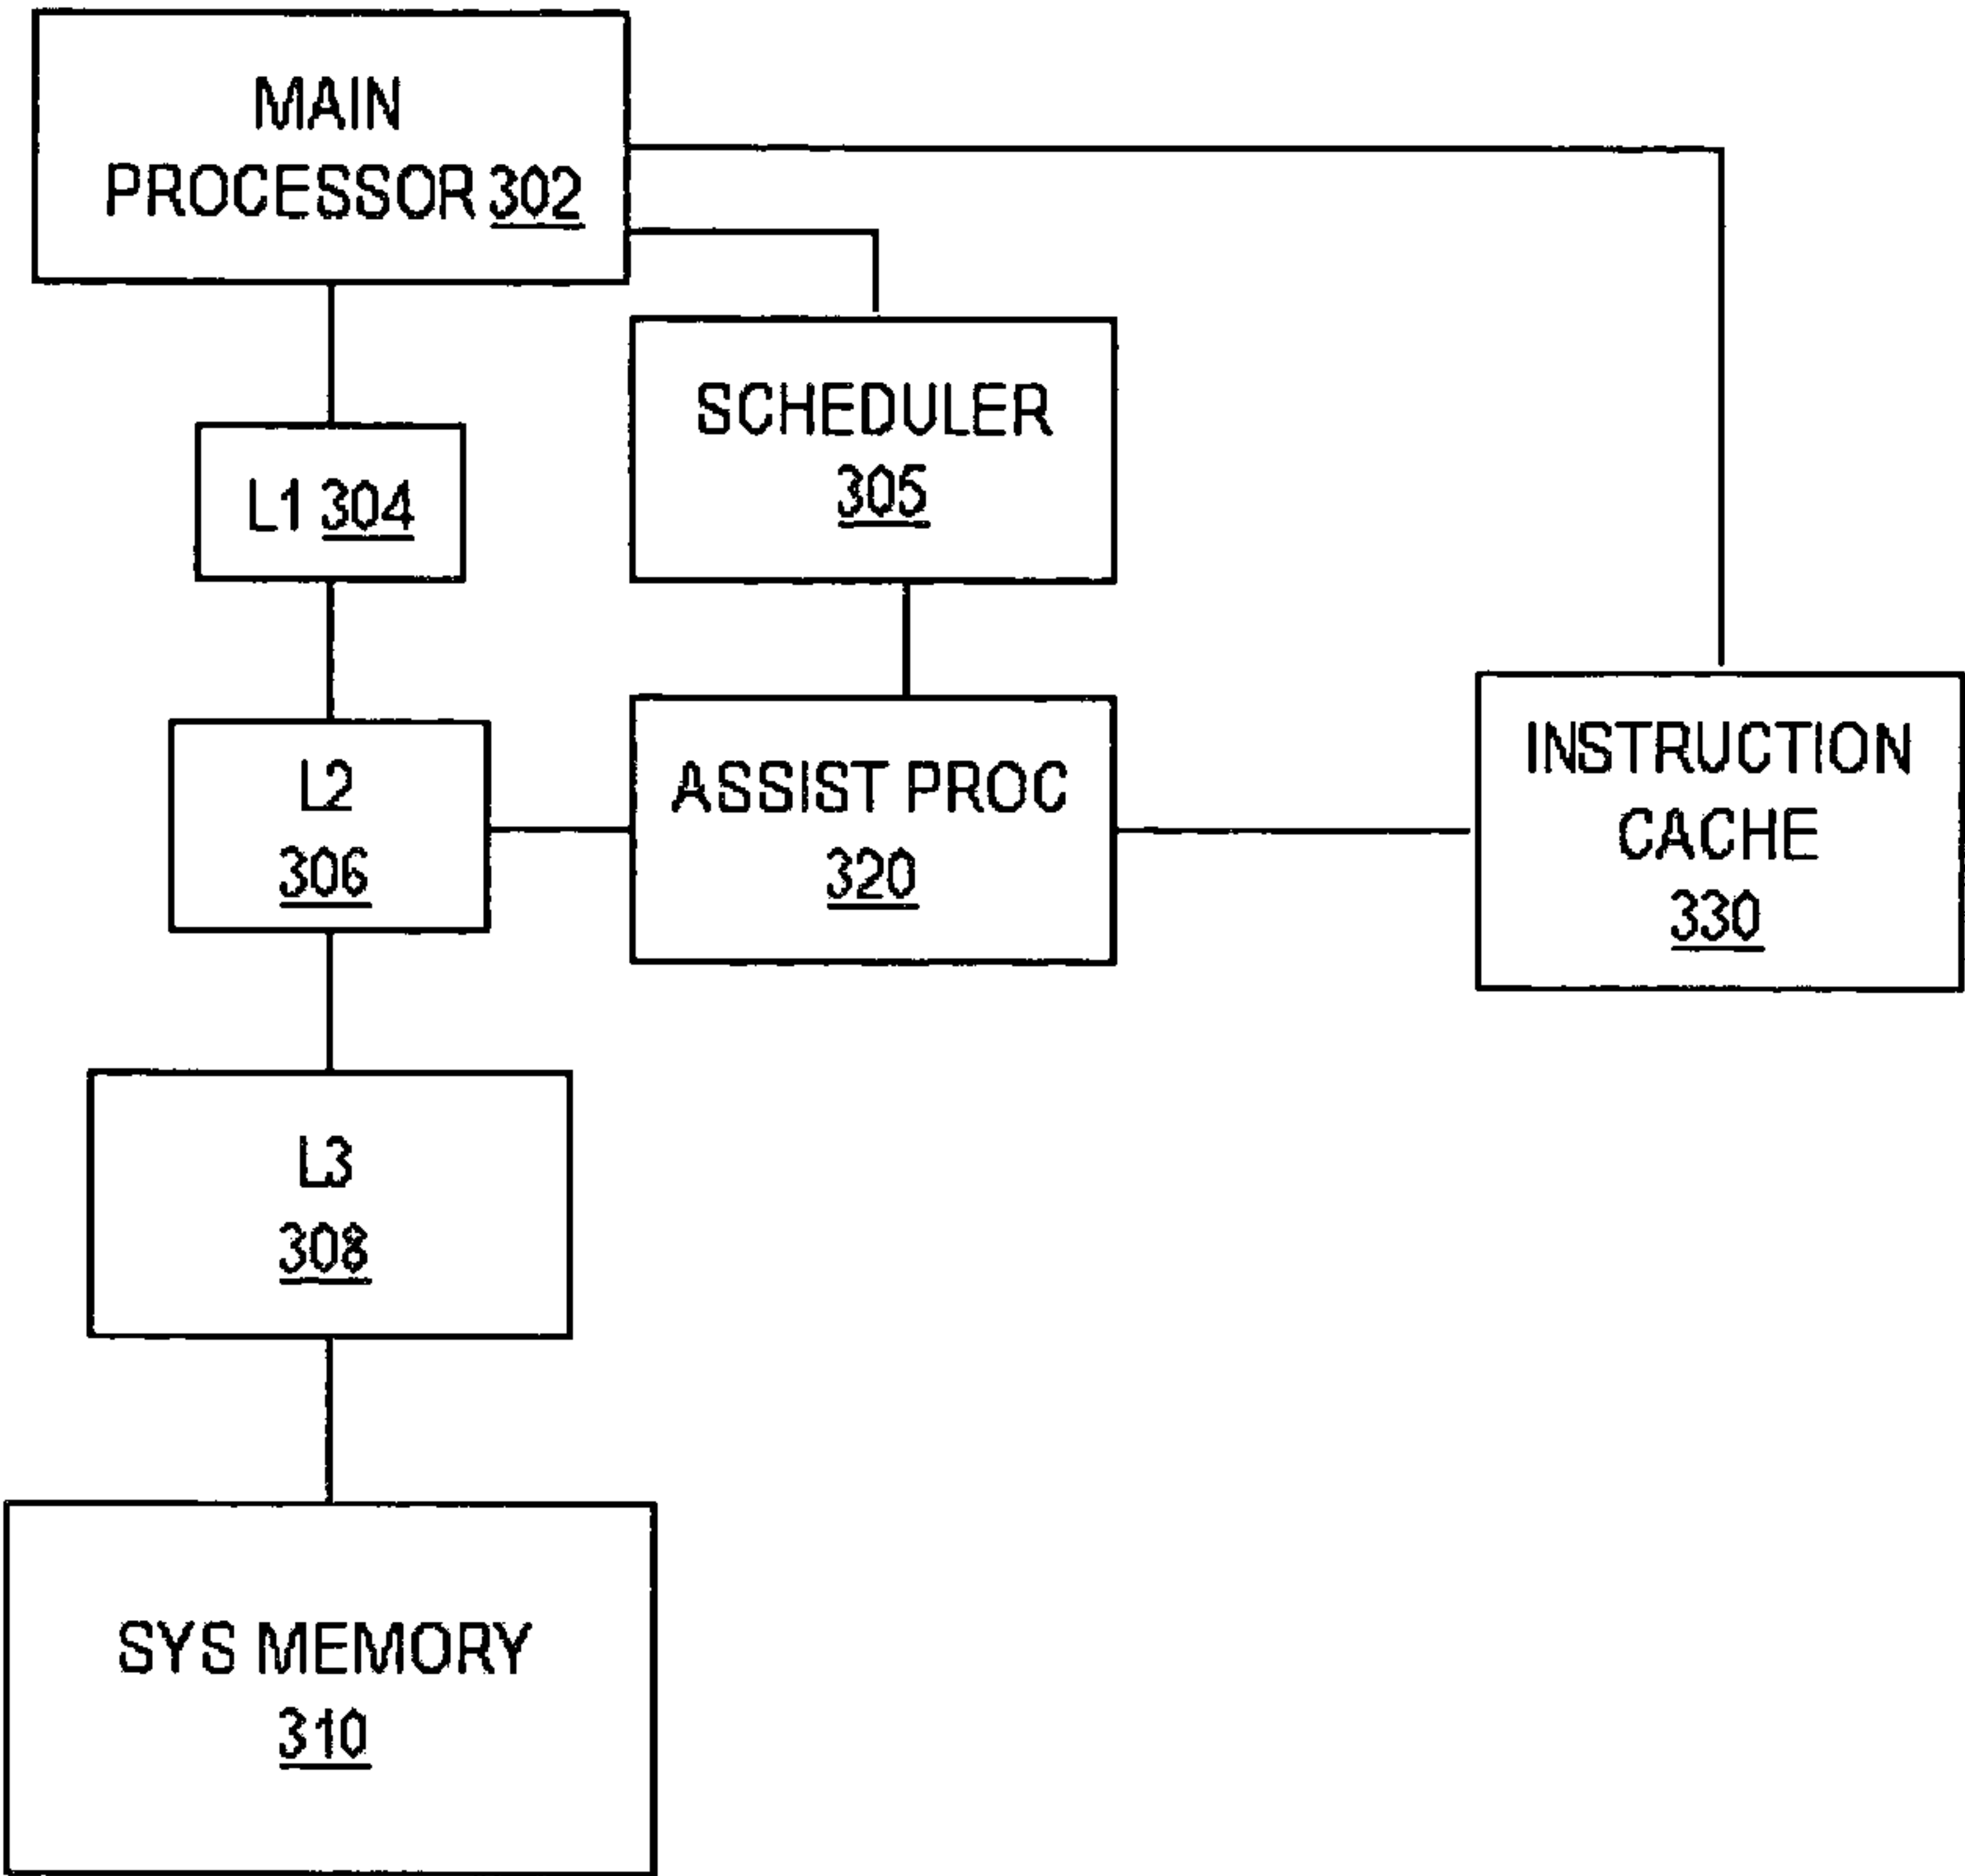 MAIN
PROCESSOR 302
SCHEDULER
305
L1 304
L2
306
ASSIST PROC
320
INSTRUCTION
CACHE
330
L3
308
SYS MEMORY
310